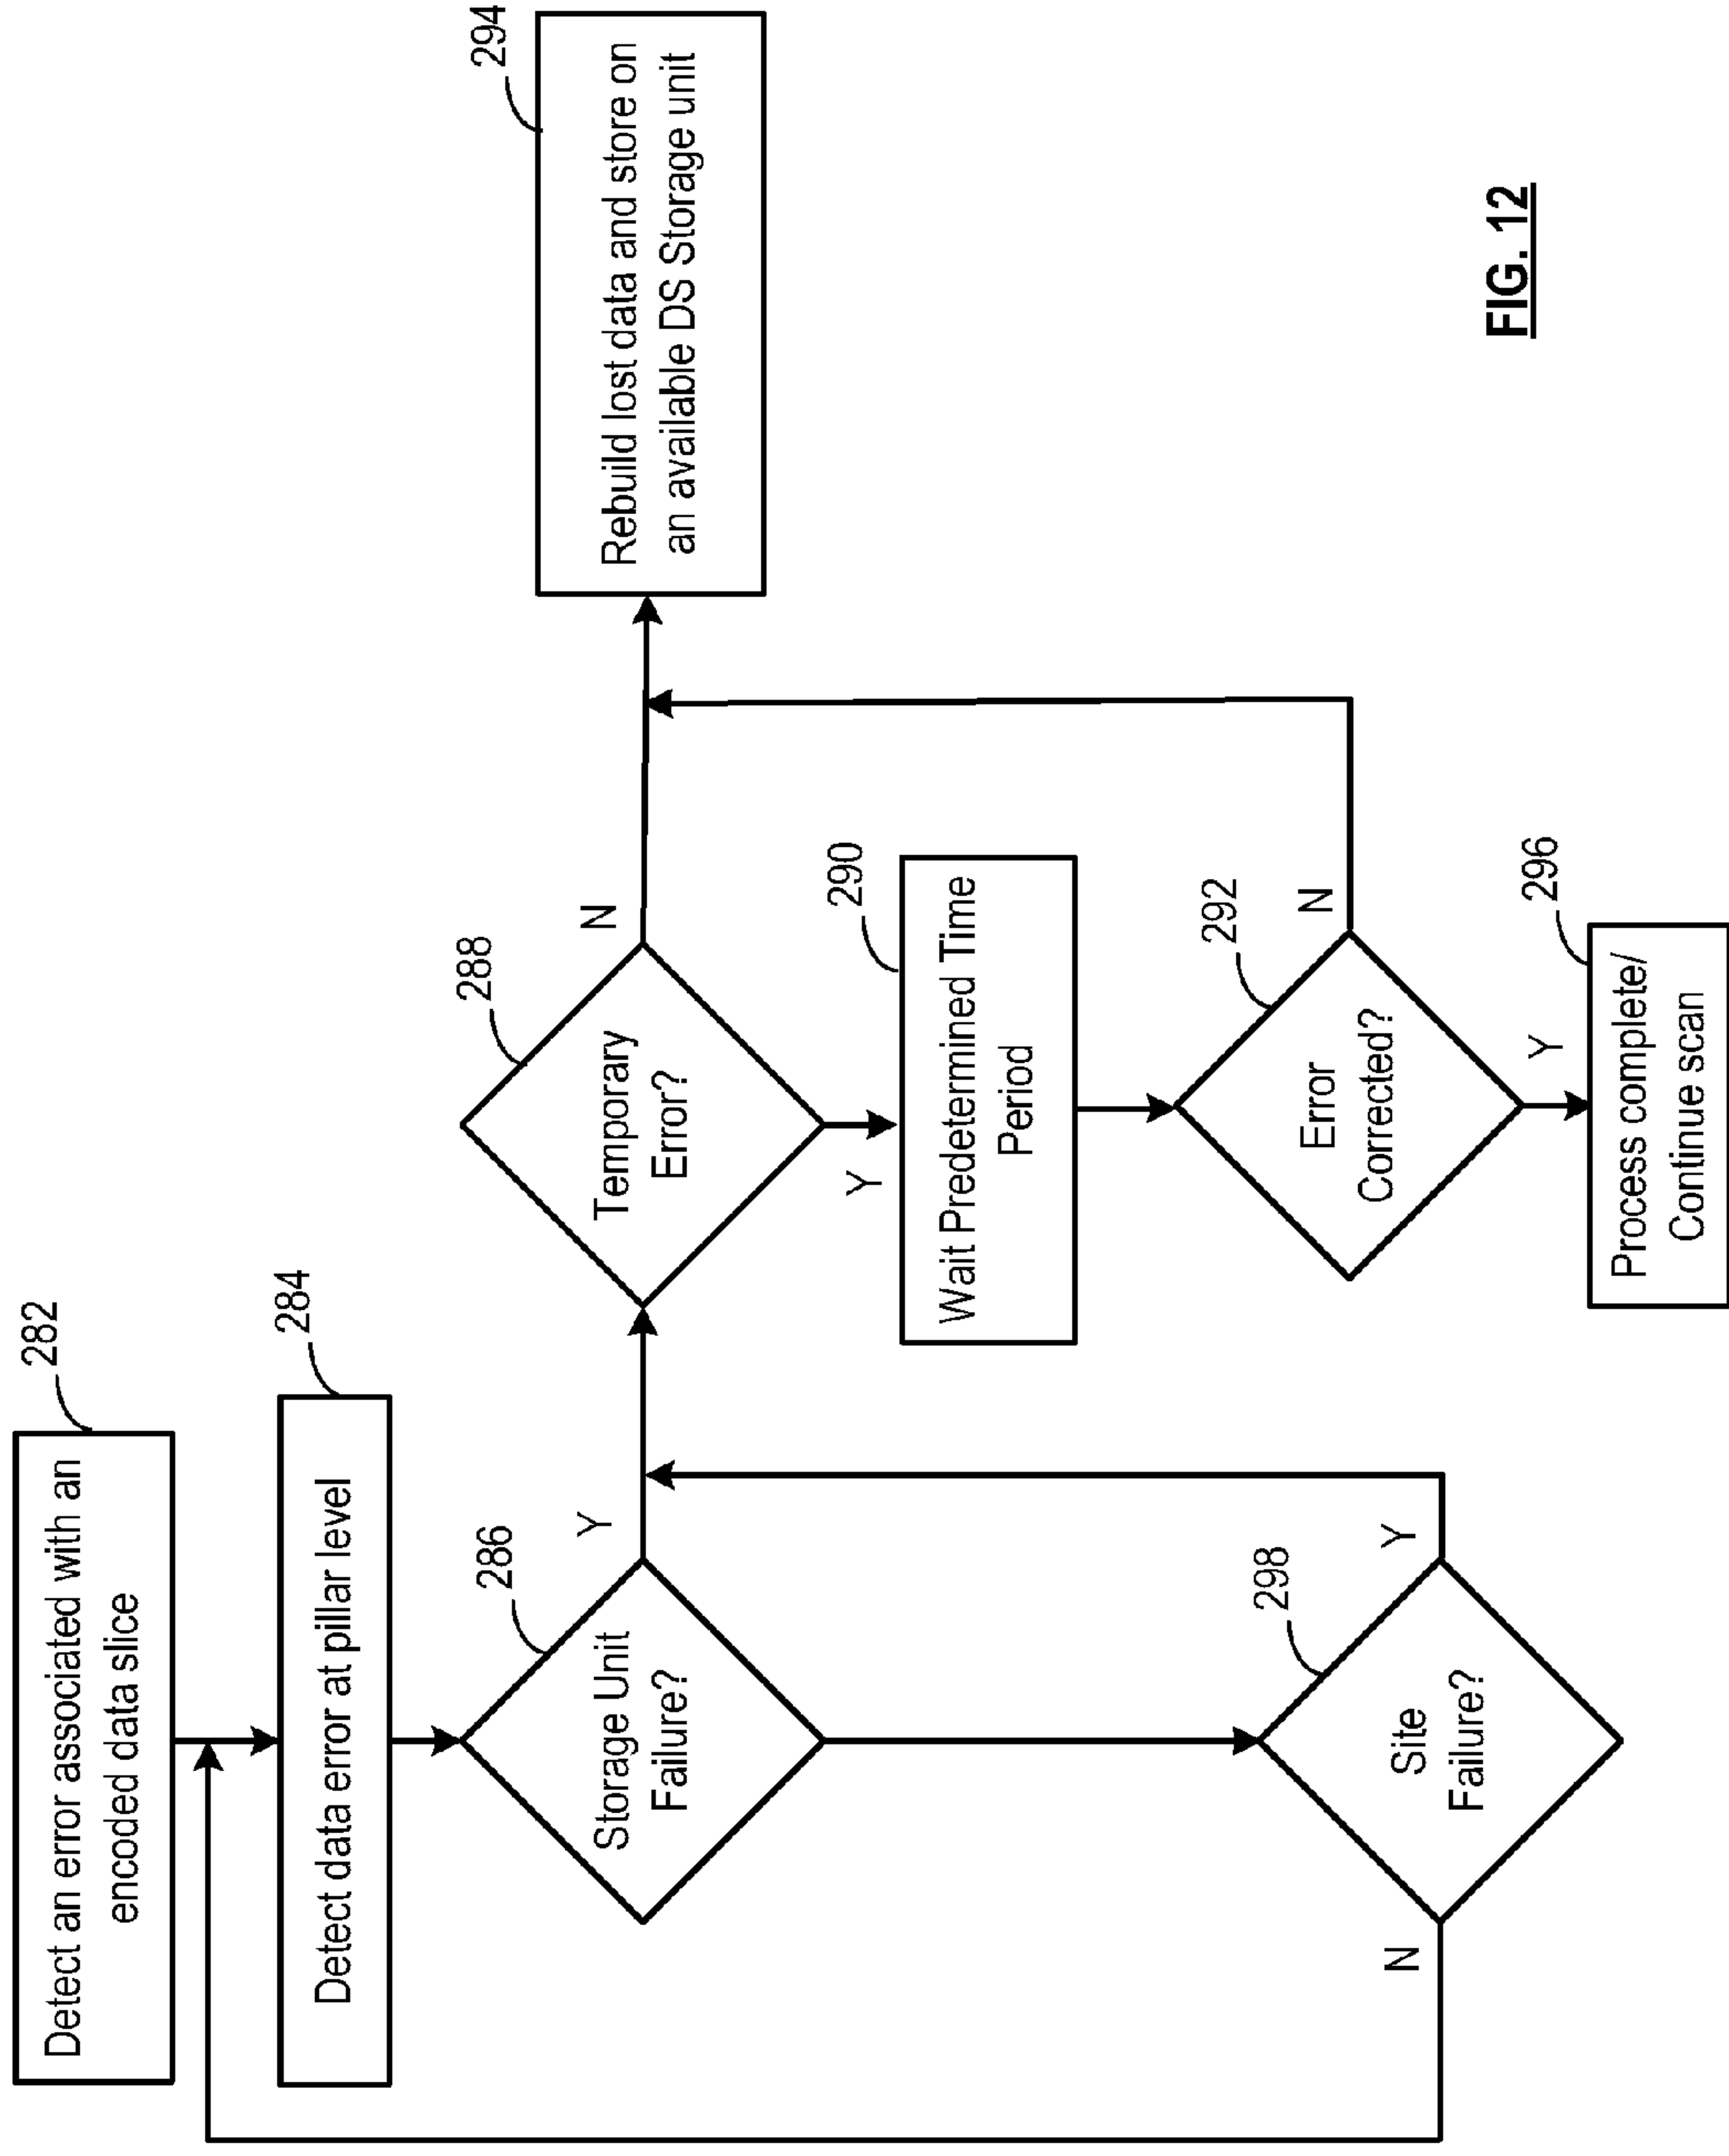 282
Detect an error associated with an
encoded data slice
284
Detect data error at pillar level
286
Storage Unit
Failure?
Y
288
Temporary
Error?
N
294
Rebuild lost data and store on
an available DS Storage unit
Y
290
Wait Predetermined Time
Period
298
Site
Failure?
Y
N
292
Error
Corrected?
N
Y
296
Process complete/
Continue scan
FIG. 12